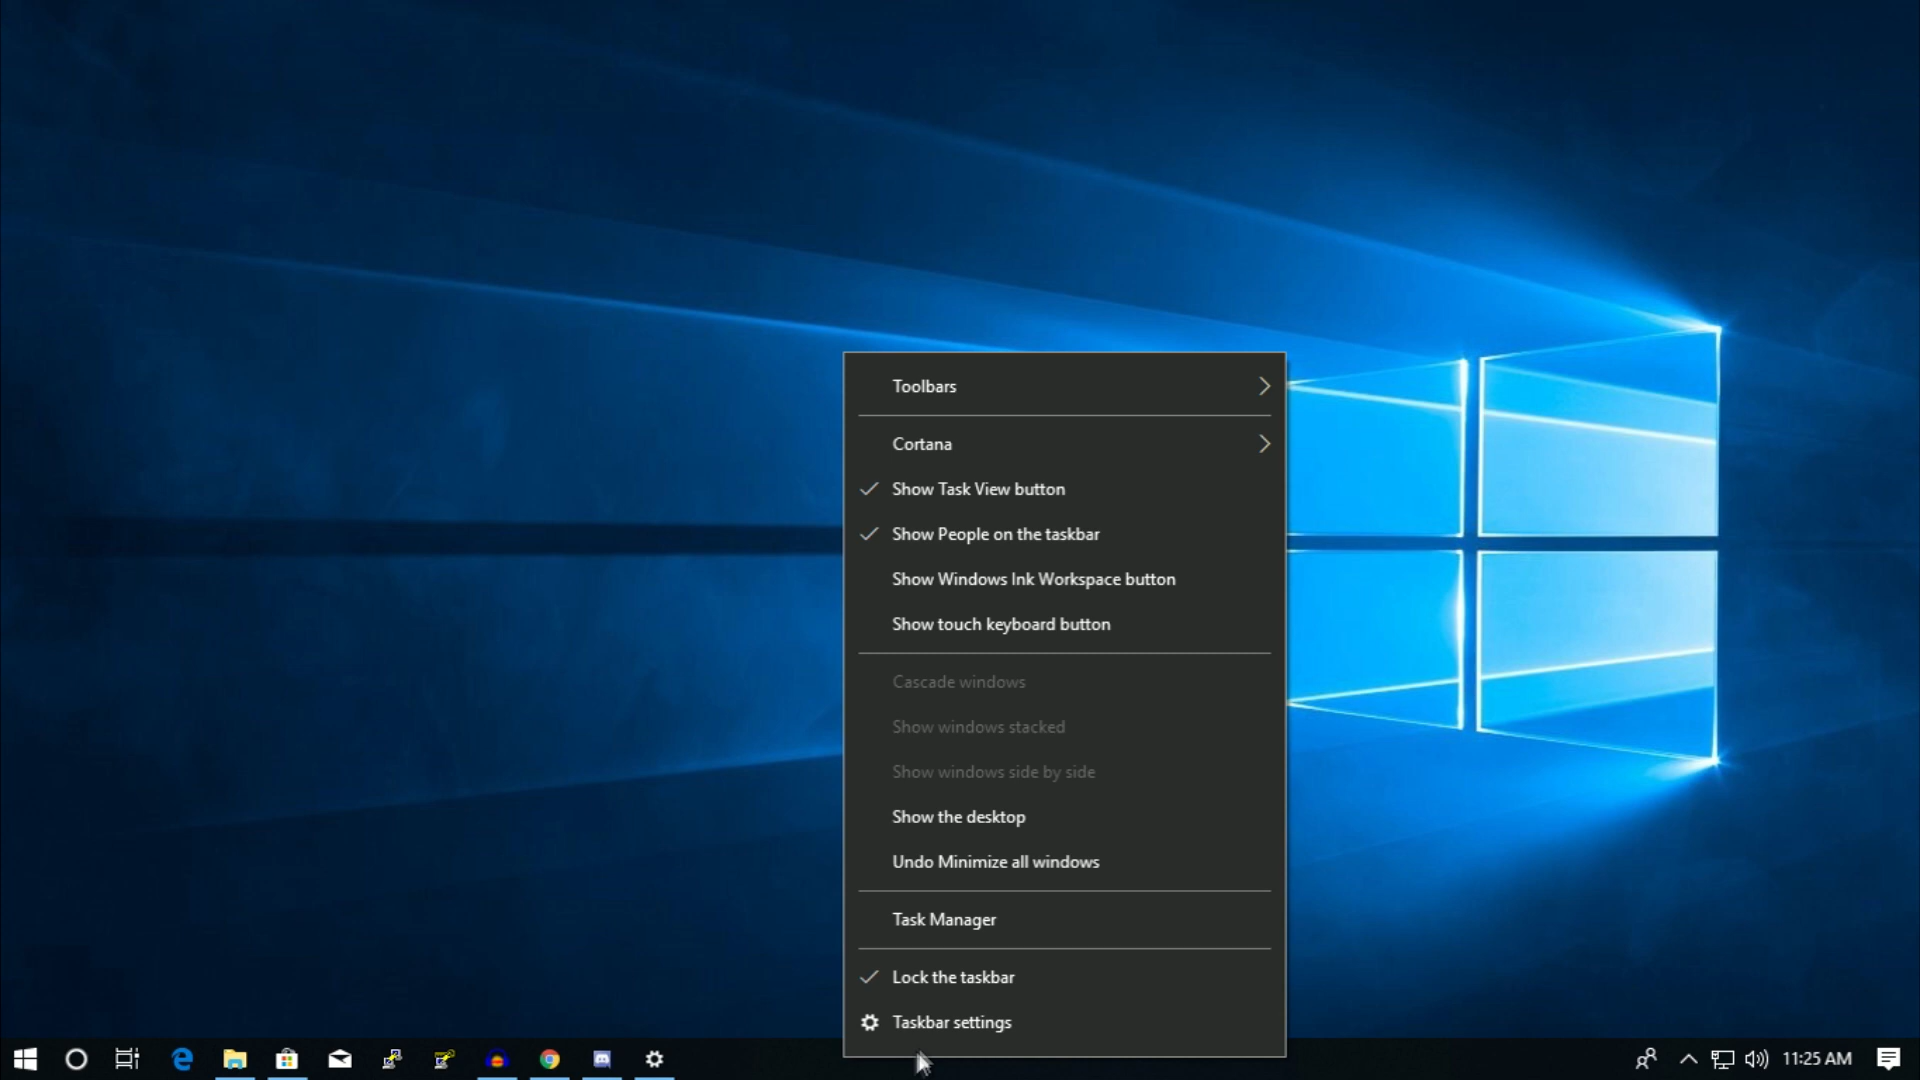 Toolbars
Cortana
Show Task View button
Show People on the taskbar
Show Windows Ink Workspace button
Show touch keyboard button
Cascade windows
Show windows stacked
Show windows side by side
Show the desktop
Undo Minimize all windows
Task Manager
Lock the taskbar
Taskbar settings
11:25 AM